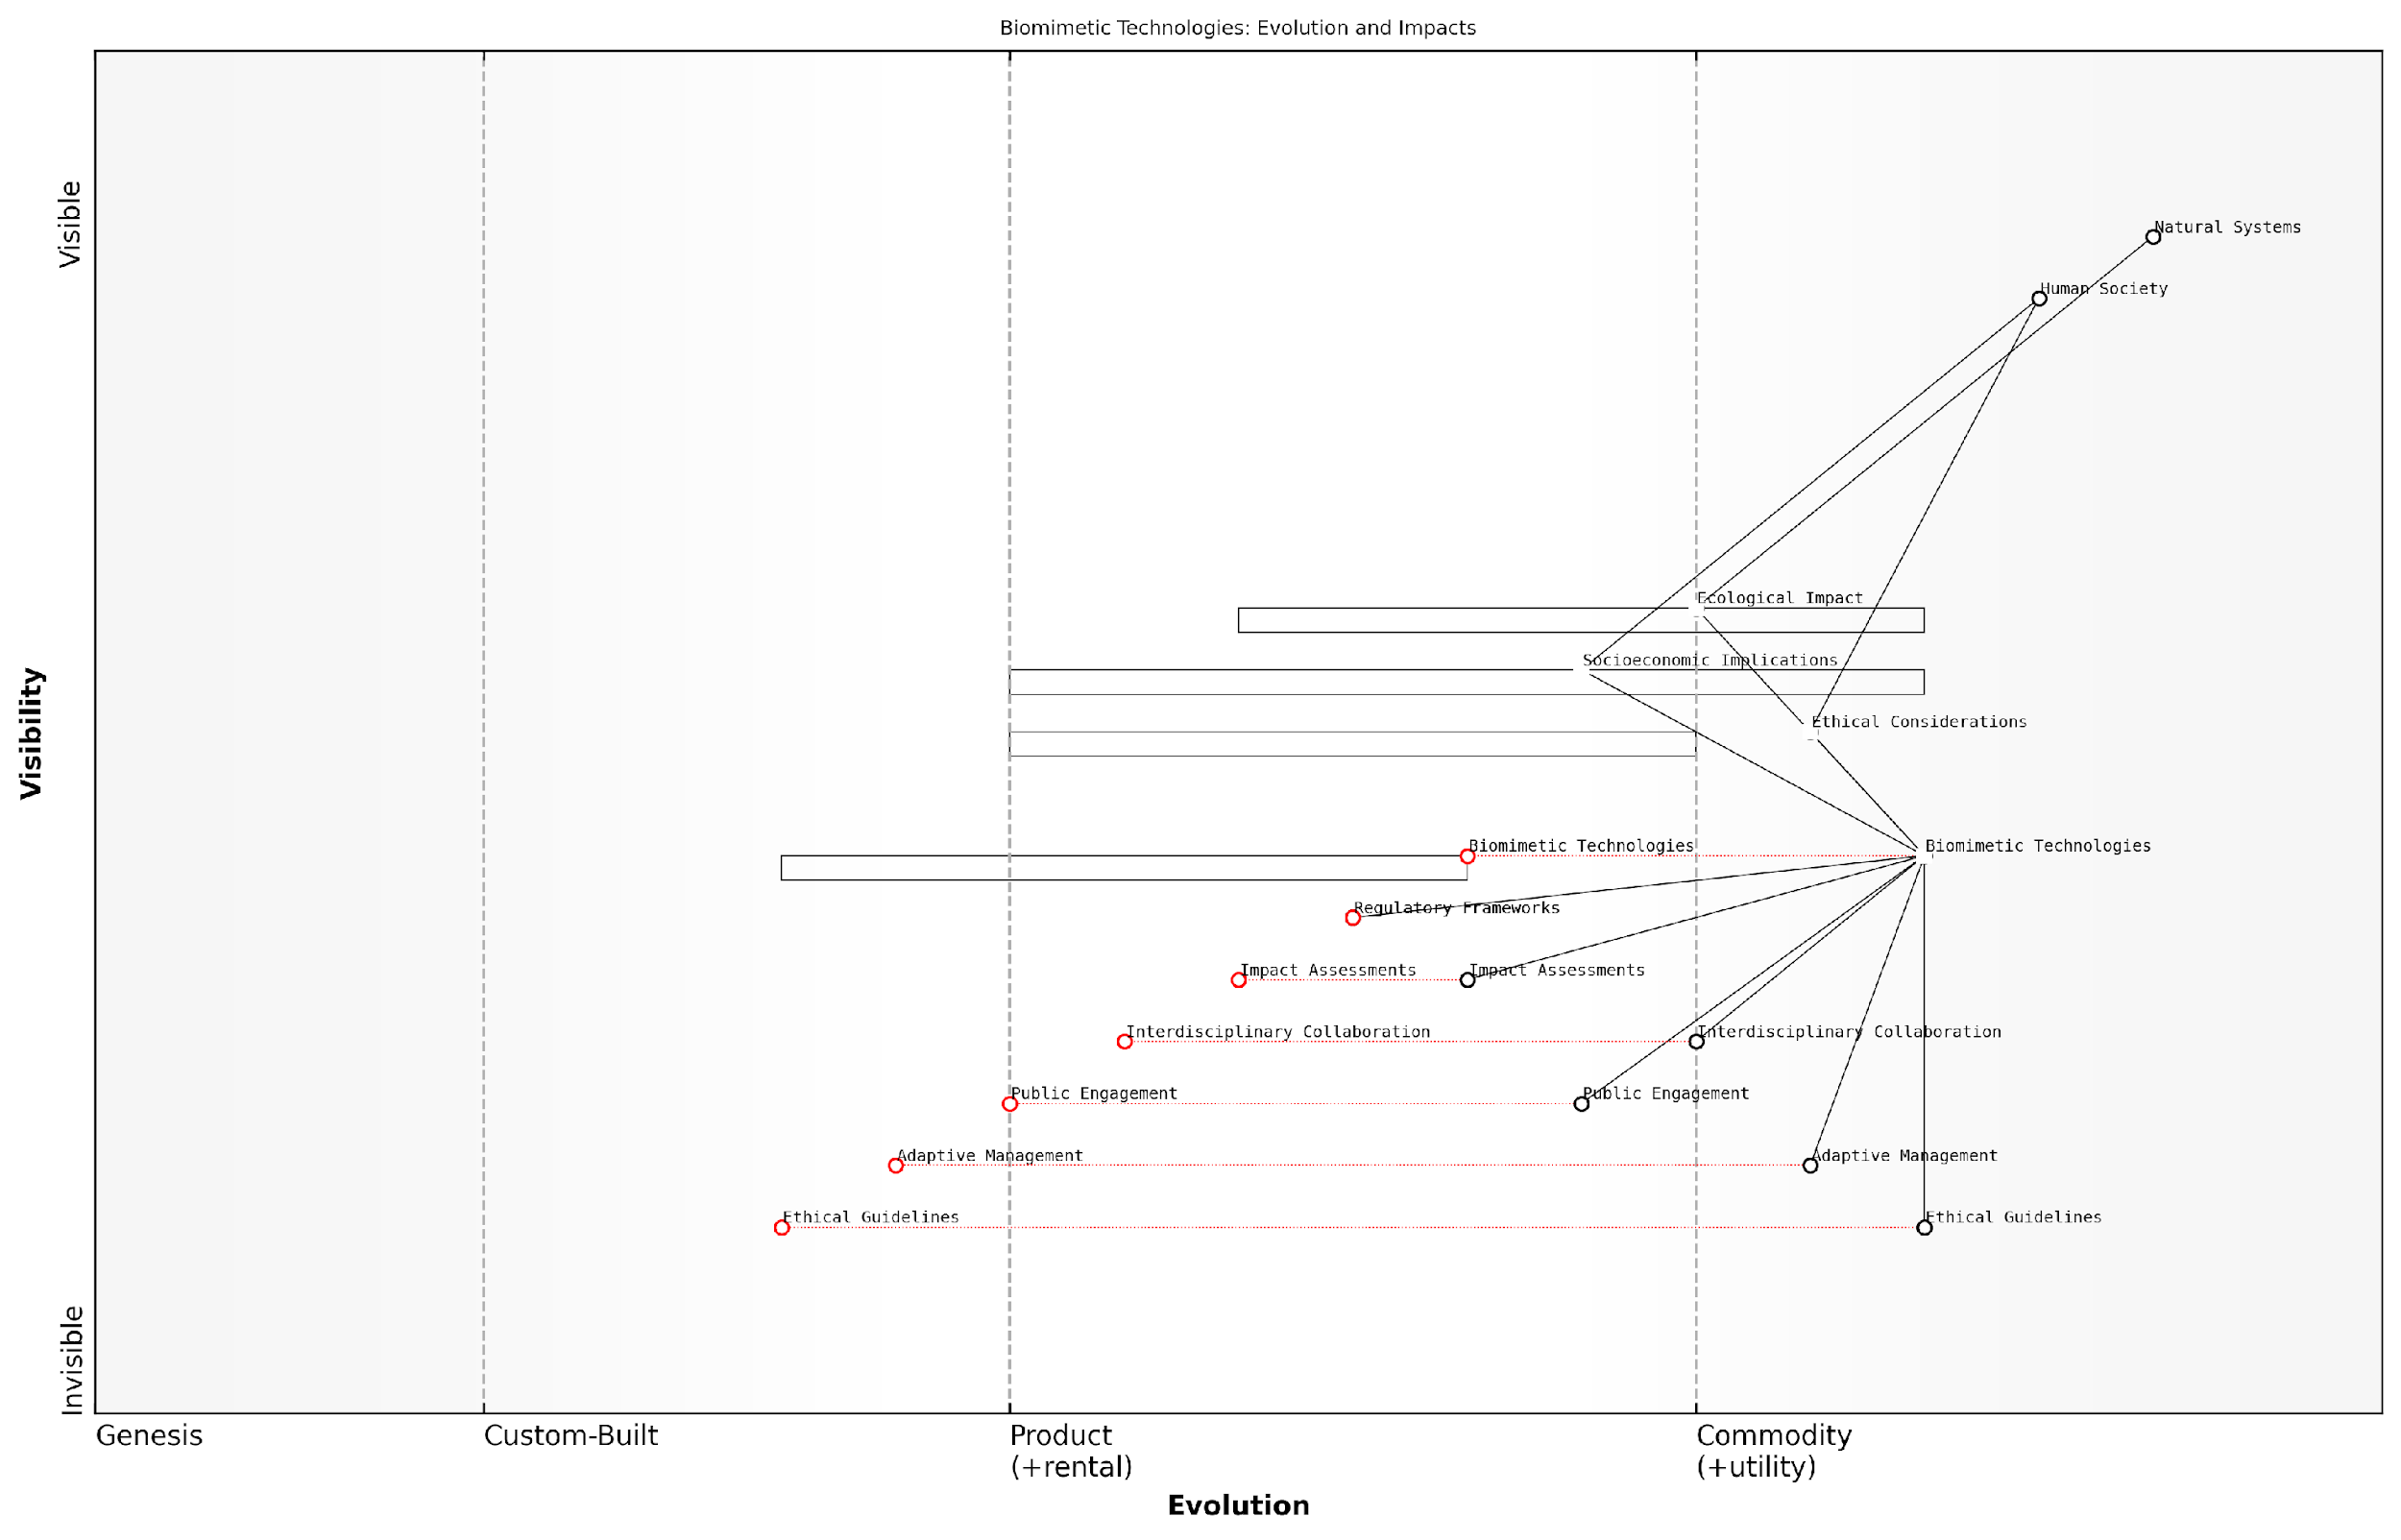 Biomimetic Technologies: Evolution and Impacts
Visible
Natural Systems
Human Society
Ecological Impact
Socioeconomic Implications
Visibility
Ethical Considerations
Biomimetic Technologies
Biomimetic Technologies
Regulatory Frameworks
Impact Assessments
Impact Assessments
Interdisciplinary Collaboration
Interdisciplinary Collaboration
Public Engagement
Public Engagement
Adaptive Management
Adaptive Management
Ethical Guidelines
Ethical Guidelines
Invisible
Genesis
Custom-Built
Product
(+rental)
Commodity
(+utility)
Evolution